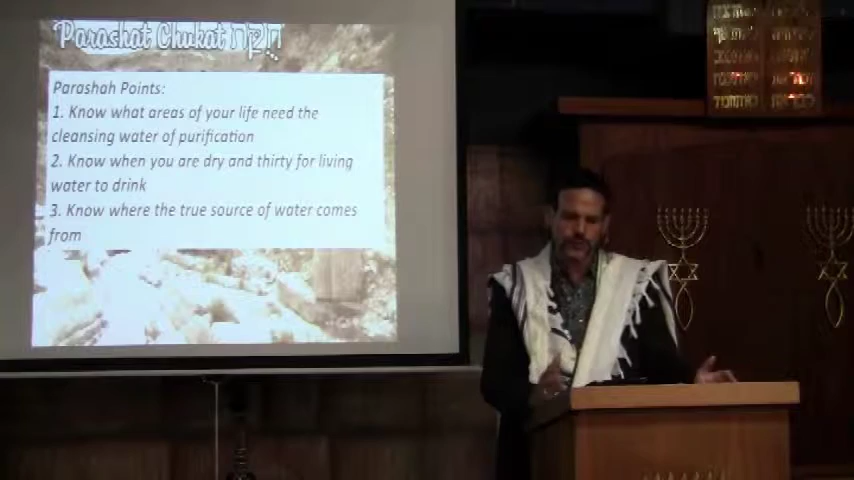 Parashat Chukat חֻקַּת
Parashah Points:
1. Know what areas of your life need the
cleansing water of purification
2. Know when you are dry and thirty for living
water to drink
3. Know where the true source of water comes
from